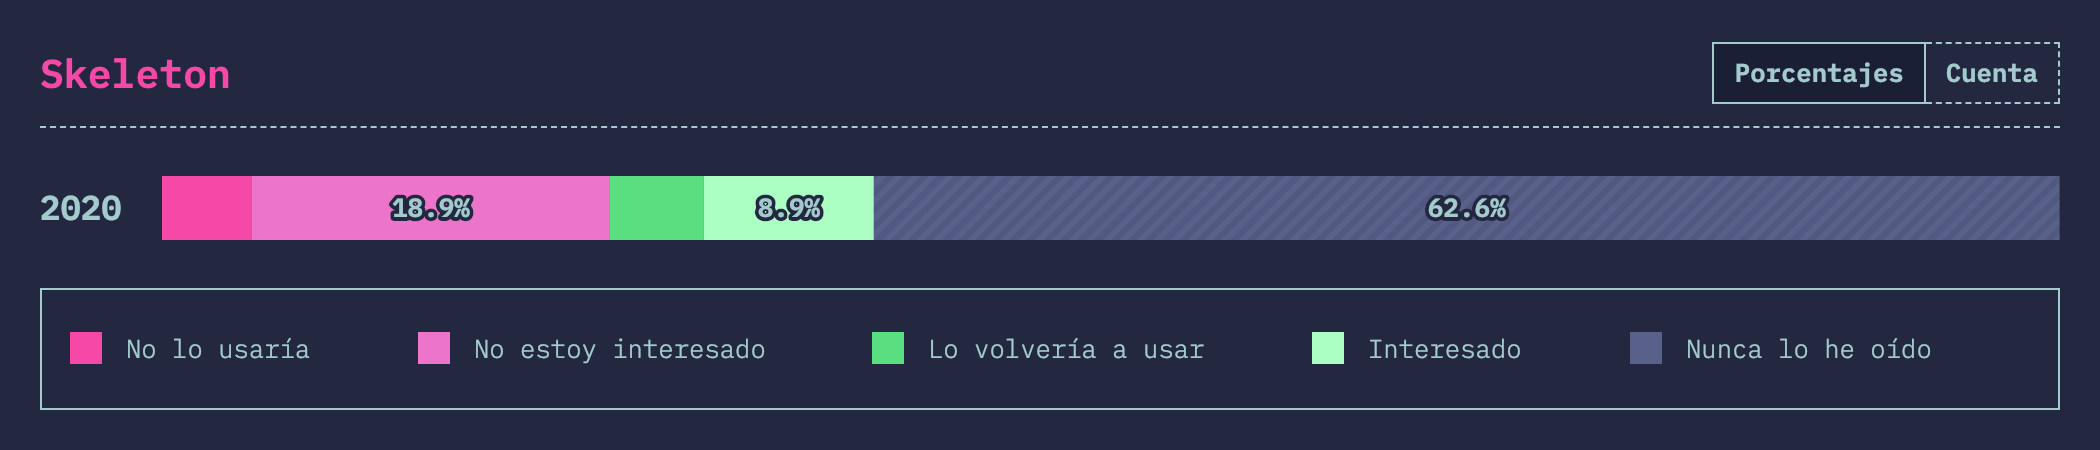 Skeleton
Porcentajes Cuenta
2020 18.9% 8.9% 62.6%
No lo usaría No estoy interesado Lo volvería a usar Interesado Nunca lo he oído